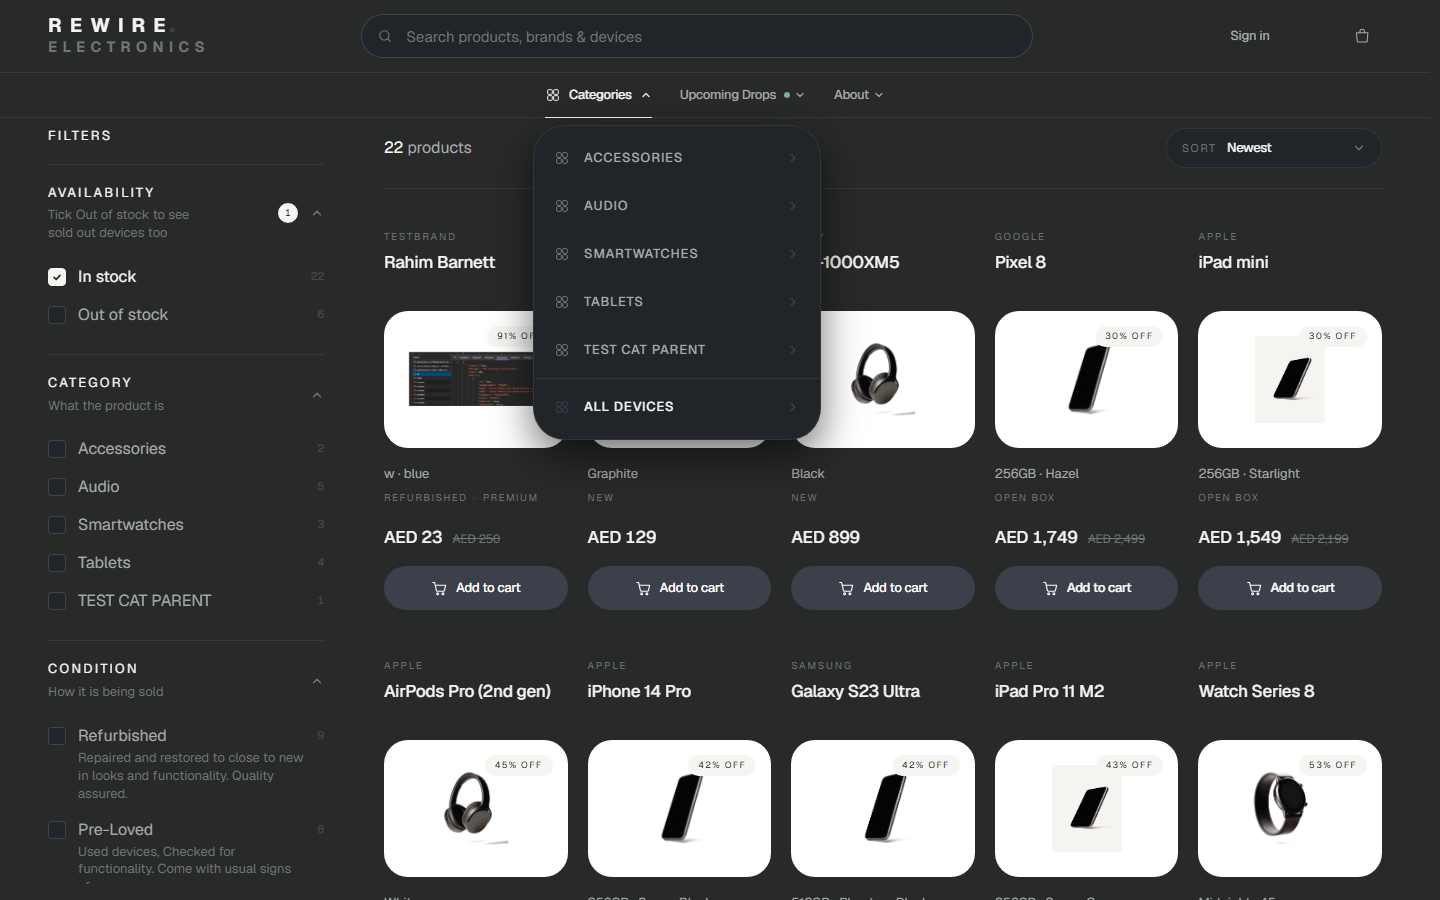 REWIRE.
ELECTRONICS
Search products, brands & devices
Sign in
Categories
Upcoming Drops
About
FILTERS
AVAILABILITY
Tick Out of stock to see
sold out devices too
1
In stock 22
Out of stock 6
CATEGORY
What the product is
Accessories 2
Audio 5
Smartwatches 3
Tablets 4
TEST CAT PARENT 1
CONDITION
How it is being sold
Refurbished 9
Repaired and restored to close to new
in looks and functionality. Quality
assured.
Pre-Loved 6
Used devices, Checked for
functionality. Come with usual signs
22 products
SORT Newest
ACCESSORIES
AUDIO
SMARTWATCHES
TABLETS
TEST CAT PARENT
ALL DEVICES
TESTBRAND
Rahim Barnett
91% OF
w · blue
REFURBISHED · PREMIUM
AED 23 AED 250
Add to cart
Graphite
NEW
AED 129
Add to cart
-1000XM5
Black
NEW
AED 899
Add to cart
GOOGLE
Pixel 8
30% OFF
256GB · Hazel
OPEN BOX
AED 1,749 AED 2,499
Add to cart
APPLE
iPad mini
30% OFF
256GB · Starlight
OPEN BOX
AED 1,549 AED 2,199
Add to cart
APPLE
AirPods Pro (2nd gen)
45% OFF
APPLE
iPhone 14 Pro
42% OFF
SAMSUNG
Galaxy S23 Ultra
42% OFF
APPLE
iPad Pro 11 M2
43% OFF
APPLE
Watch Series 8
53% OFF